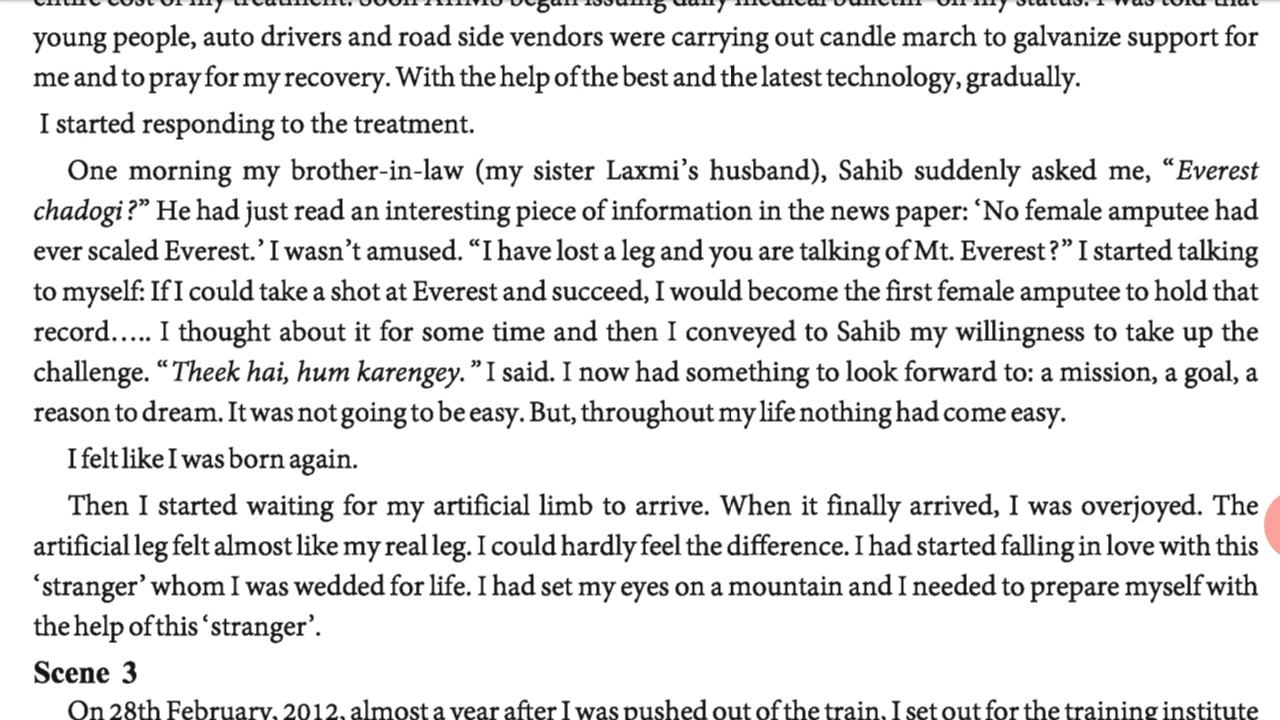 entire cost of my treatment. Soon AIIMS began issuing daily medical bulletin on my status. I was told that
young people, auto drivers and road side vendors were carrying out candle march to galvanize support for
me and to pray for my recovery. With the help of the best and the latest technology, gradually.
I started responding to the treatment.
One morning my brother-in-law (my sister Laxmi’s husband), Sahib suddenly asked me, “Everest
chadogi?” He had just read an interesting piece of information in the news paper: ‘No female amputee had
ever scaled Everest.’ I wasn’t amused. “I have lost a leg and you are talking of Mt. Everest?” I started talking
to myself: If I could take a shot at Everest and succeed, I would become the first female amputee to hold that
record….. I thought about it for some time and then I conveyed to Sahib my willingness to take up the
challenge. “Theek hai, hum karengey.” I said. I now had something to look forward to: a mission, a goal, a
reason to dream. It was not going to be easy. But, throughout my life nothing had come easy.
I felt like I was born again.
Then I started waiting for my artificial limb to arrive. When it finally arrived, I was overjoyed. The
artificial leg felt almost like my real leg. I could hardly feel the difference. I had started falling in love with this
‘stranger’ whom I was wedded for life. I had set my eyes on a mountain and I needed to prepare myself with
the help of this ‘stranger’.
Scene 3
On 28th February, 2012, almost a year after I was pushed out of the train, I set out for the training institute